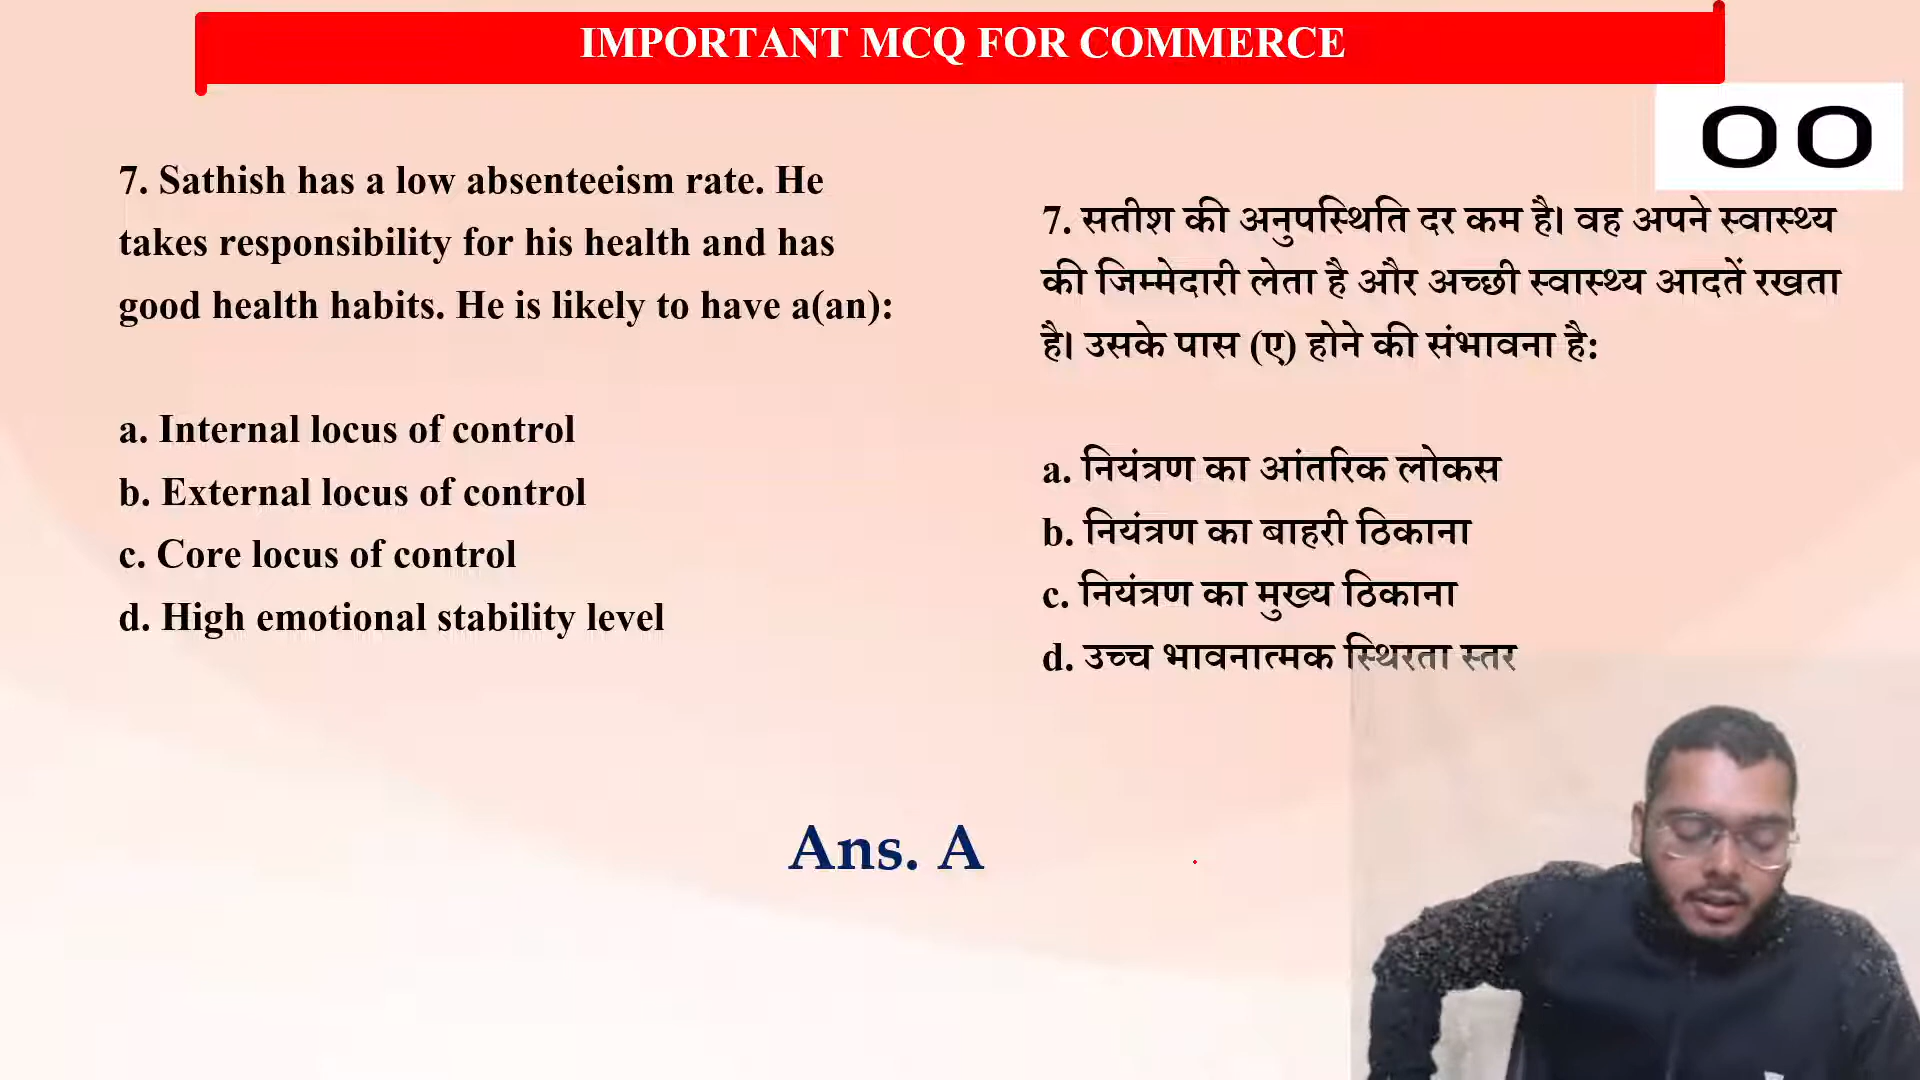 IMPORTANT MCQ FOR COMMERCE
00
7. Sathish has a low absenteeism rate. He
takes responsibility for his health and has
good health habits. He is likely to have a(an):
a. Internal locus of control
b. External locus of control
c. Core locus of control
d. High emotional stability level
7. सतीश की अनुपस्थिति दर कम है। वह अपने स्वास्थ्य
की जिम्मेदारी लेता है और अच्छी स्वास्थ्य आदतें रखता
है। उसके पास (ए) होने की संभावना है:
a. नियंत्रण का आंतरिक लोकस
b. नियंत्रण का बाहरी ठिकाना
c. नियंत्रण का मुख्य ठिकाना
d. उच्च भावनात्मक स्थिरता स्तर
Ans. A